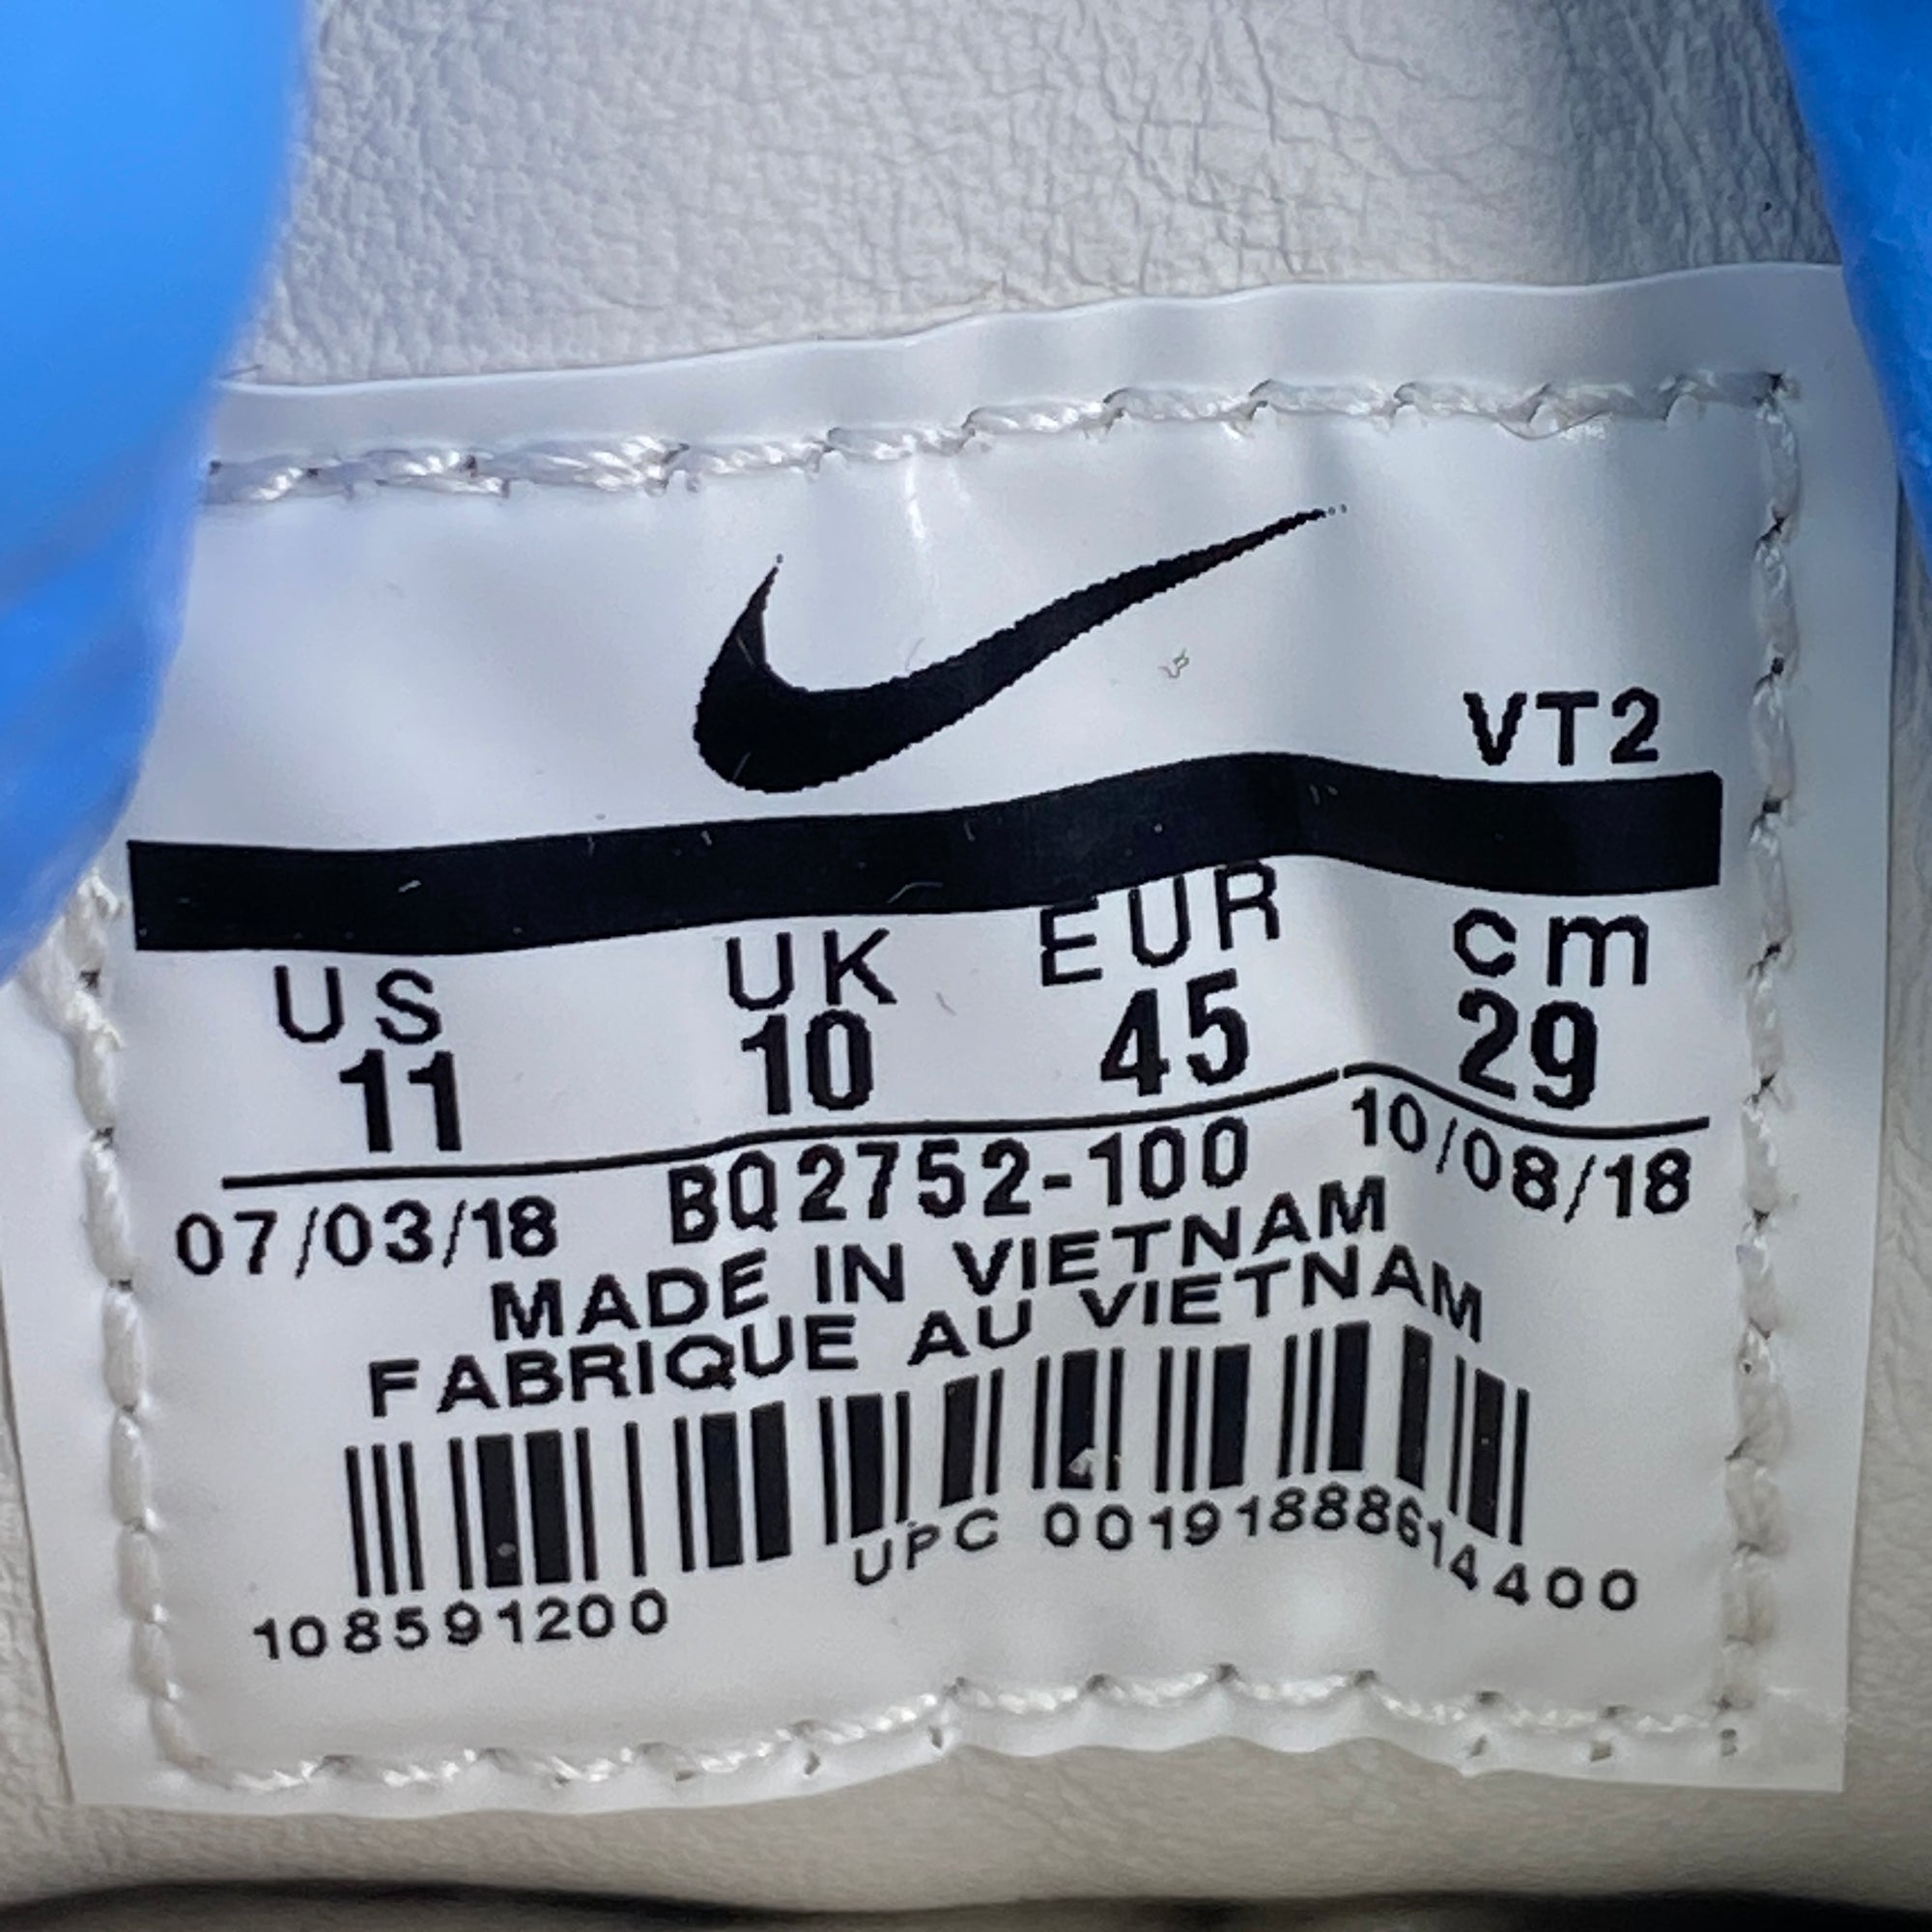 VT2
US UK EUR cm
11 10 45 29
07/03/18 BQ2752-100 10/08/18
MADE IN VIETNAM
FABRIQUE AU VIETNAM
UPC 00191888614400
108591200